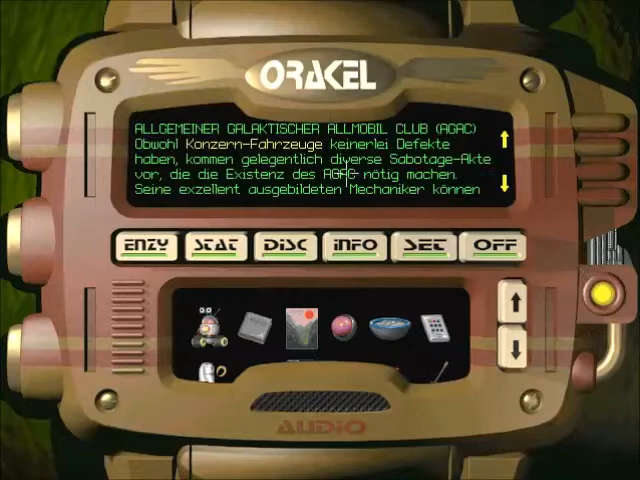 ORAKEL
ALLGEMEINER GALAKTISCHER ALLMOBIL CLUB (AGAC)
Obwohl Konzern-Fahrzeuge keinerlei Defekte
haben, kommen gelegentlich diverse Sabotage-Akte
vor, die die Existenz des AGAC nötig machen.
Seine exzellent ausgebildeten Mechaniker können
ENZY STAT DISC INFO SET OFF
AUDIO